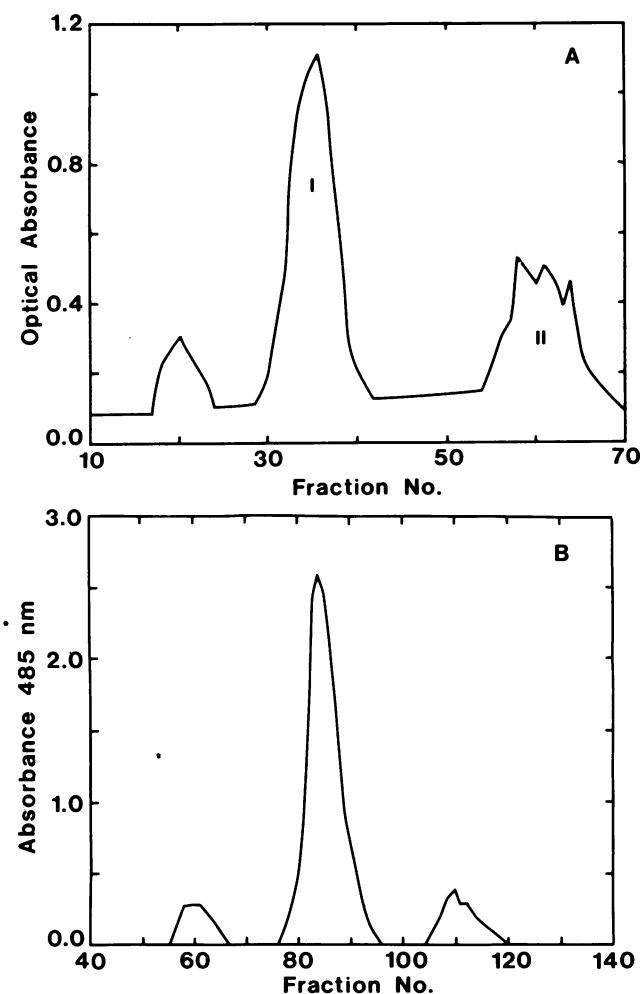 1.2
A
0.8
I
0.4
II
0.0
10 30 50 70
Fraction No.
Optical Absorbance
3.0
B
2.0
1.0
0.0
40 60 80 100 120 140
Fraction No.
Absorbance 485 nm